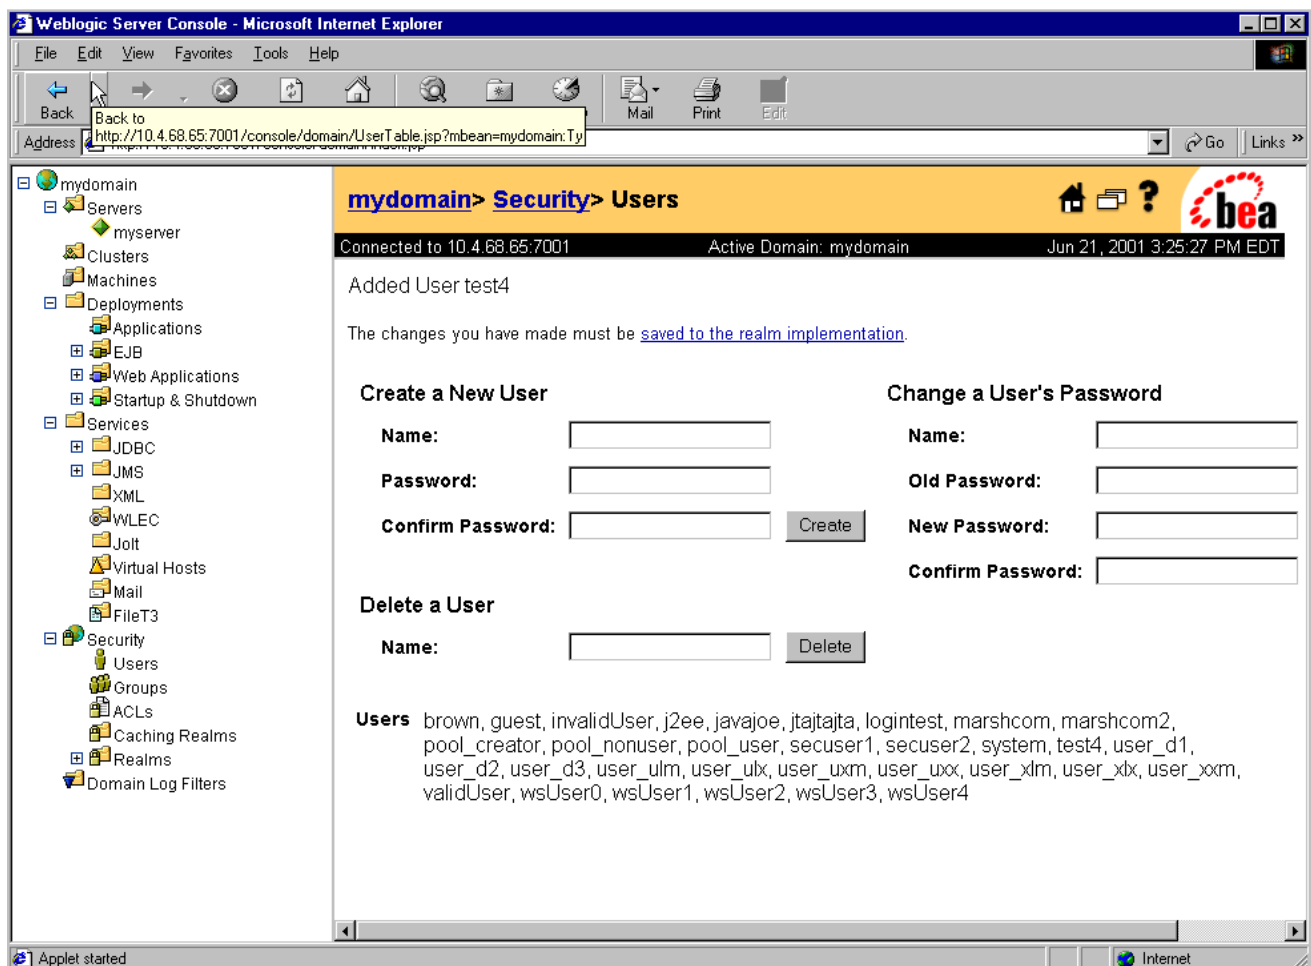 Weblogic Server Console - Microsoft Internet Explorer
File Edit View Favorites Tools Help
Back Mail Print Edit
Back to
http://10.4.68.65:7001/console/domain/UserTable.jsp?mbean=mydomain:Ty
Address Go Links »
mydomain
Servers
myserver
Clusters
Machines
Deployments
Applications
EJB
Web Applications
Startup & Shutdown
Services
JDBC
JMS
XML
WLEC
Jolt
Virtual Hosts
Mail
FileT3
Security
Users
Groups
ACLs
Caching Realms
Realms
Domain Log Filters
mydomain> Security> Users
? bea
Connected to 10.4.68.65:7001 Active Domain: mydomain Jun 21, 2001 3:25:27 PM EDT
Added User test4
The changes you have made must be saved to the realm implementation.
Create a New User Change a User's Password
Name: Name:
Password: Old Password:
Confirm Password: Create New Password:
Confirm Password:
Delete a User
Name: Delete
Users brown, guest, invalidUser, j2ee, javajoe, jtajtajta, logintest, marshcom, marshcom2,
pool_creator, pool_nonuser, pool_user, secuser1, secuser2, system, test4, user_d1,
user_d2, user_d3, user_ulm, user_ulx, user_uxm, user_uxx, user_xlm, user_xlx, user_xxm,
validUser, wsUser0, wsUser1, wsUser2, wsUser3, wsUser4
Applet started Internet